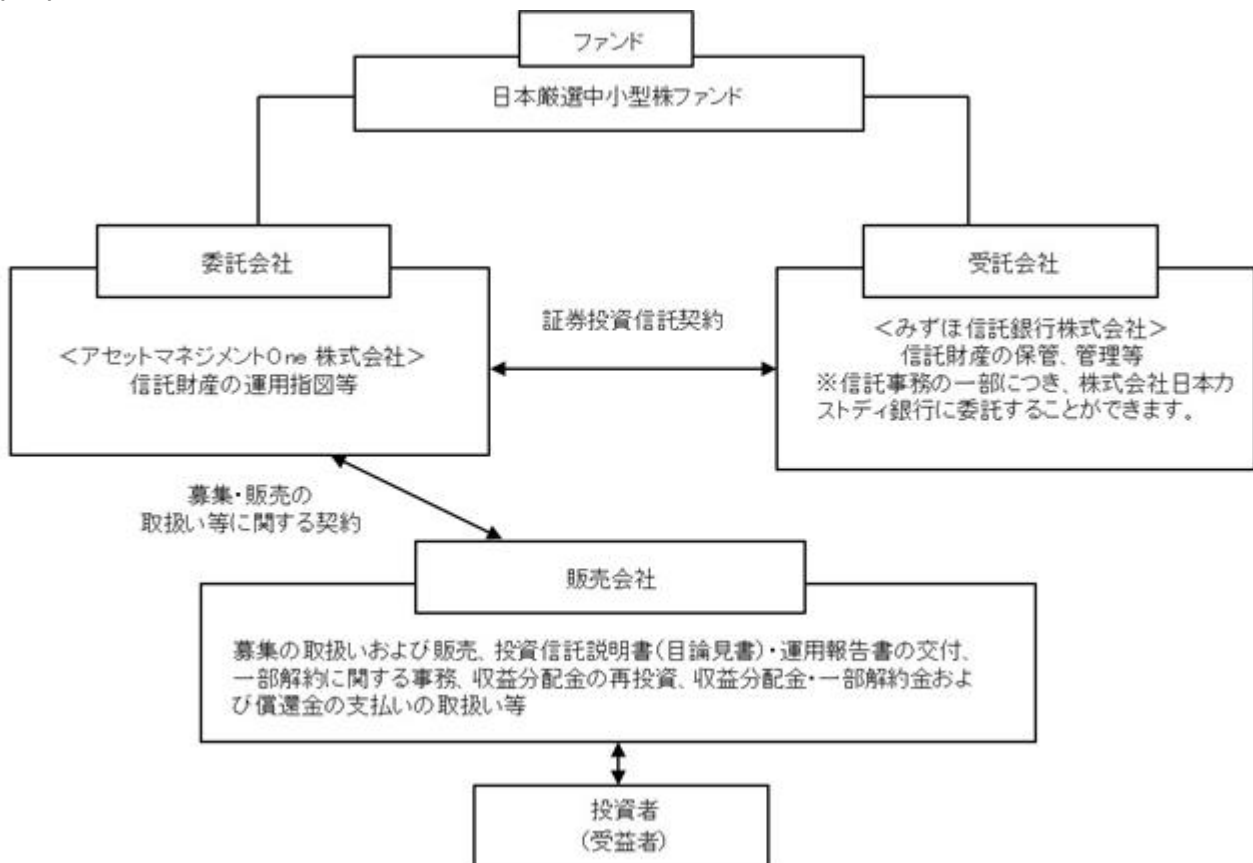 ファンド
日本厳選中小型株ファンド
委託会社
<アセットマネジメントOne 株式会社>
信託財産の運用指図等
証券投資信託契約
受託会社
<みずほ信託銀行株式会社>
信託財産の保管、管理等
※信託事務の一部につき、株式会社日本カ
ストディ銀行に委託することができます。
募集・販売の
取扱い等に関する契約
販売会社
募集の取扱いおよび販売、投資信託説明書(目論見書)・運用報告書の交付、
一部解約に関する事務、収益分配金の再投資、収益分配金・一部解約金およ
び償還金の支払いの取扱い等
投資者
(受益者)